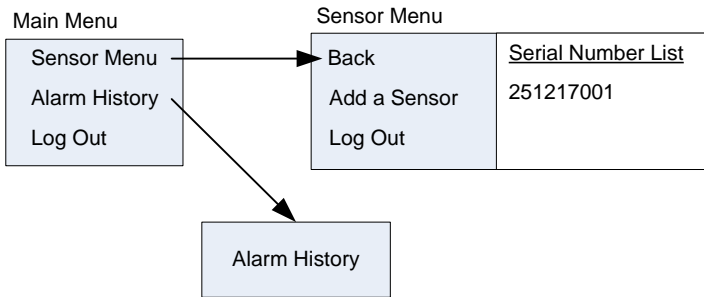 Main Menu
Sensor Menu
Alarm History
Log Out
Sensor Menu
Back
Add a Sensor
Log Out
Serial Number List
251217001
Alarm History